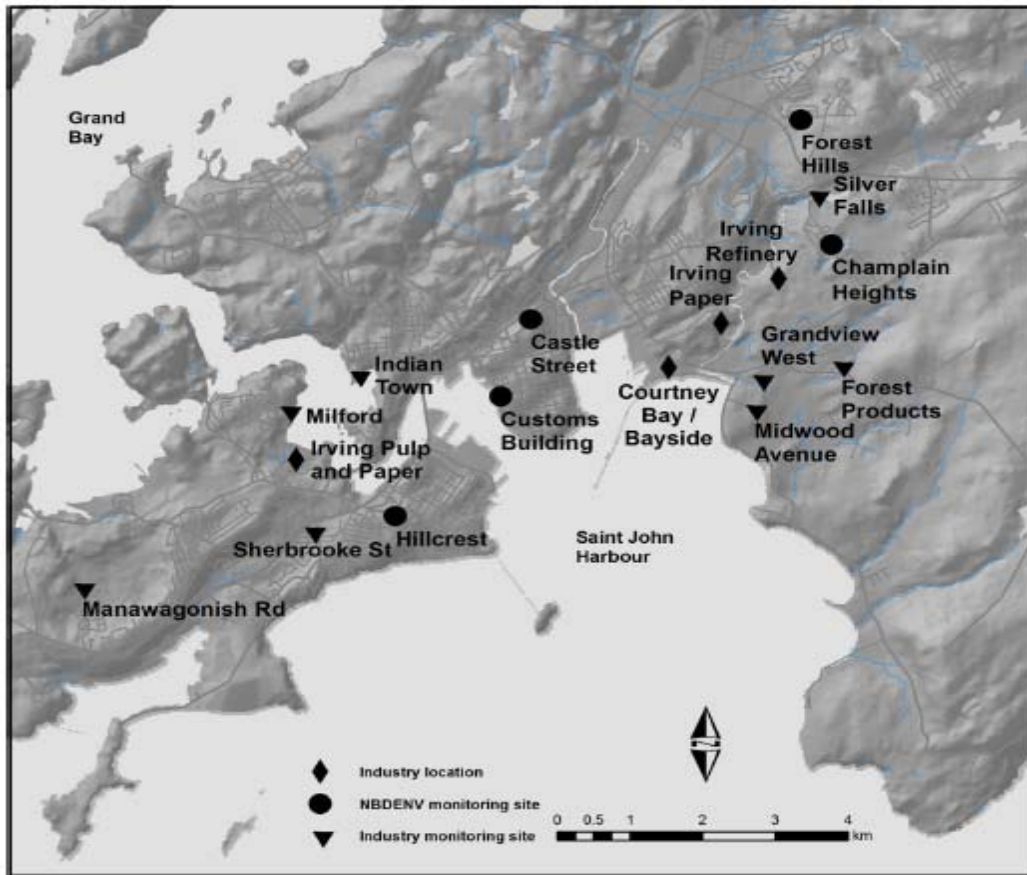 Grand
Bay
Forest
Hills
Silver
Falls
Irving
Refinery
Irving
Paper
Champlain
Heights
Castle
Street
Grandview
West
Indian
Town
Courtney
Bay /
Bayside
Forest
Products
Milford
Customs
Building
Midwood
Avenue
Irving Pulp
and Paper
Sherbrooke St
Hillcrest
Saint John
Harbour
Manawagonish Rd
N
Industry location
NBDENV monitoring site
Industry monitoring site
0 0.5 1 2 3 4
km